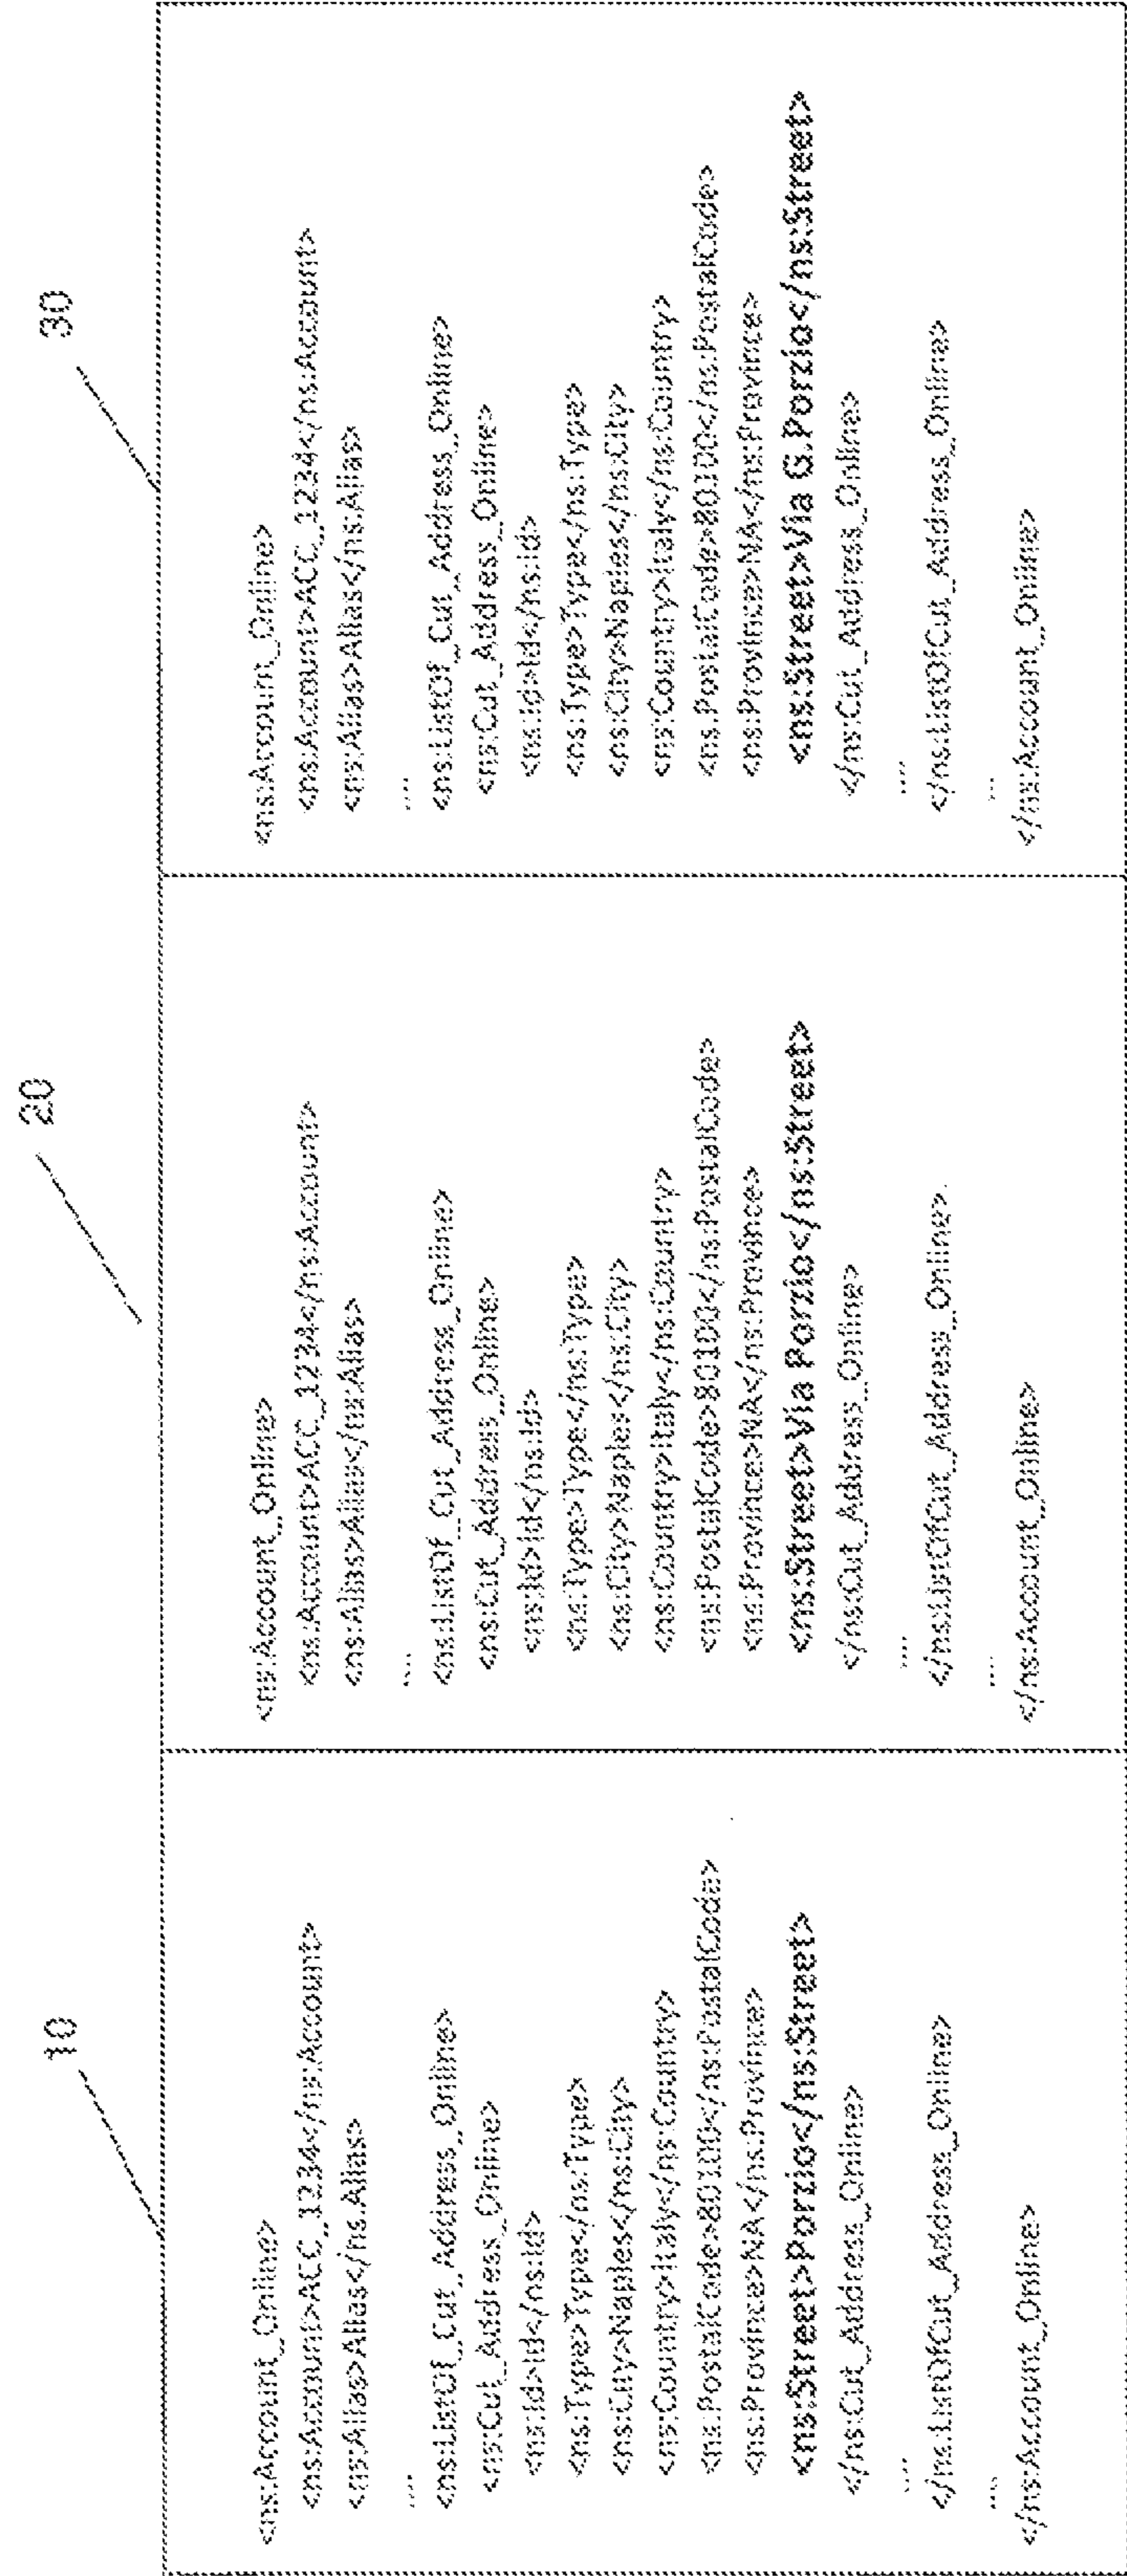 10
<ns:Account_Online>
<ns:Account>ACC_1234</ns:Account>
<ns:Alias>Alias</ns:Alias>
....
<ns:ListOf_Cut_Address_Online>
<ns:Cut_Address_Online>
<ns:Id>Id</ns:Id>
<ns:Type>Type</ns:Type>
<ns:City>Naples</ns:City>
<ns:Country>Italy</ns:Country>
<ns:PostalCode>80100</ns:PostalCode>
<ns:Province>NA</ns:Province>
<ns:Street>Porzio</ns:Street>
</ns:Cut_Address_Online>
....
</ns:ListOfCut_Address_Online>
...
</ns:Account_Online>
20
<ns:Account_Online>
<ns:Account>ACC_1234</ns:Account>
<ns:Alias>Alias</ns:Alias>
....
<ns:ListOf_Cut_Address_Online>
<ns:Cut_Address_Online>
<ns:Id>Id</ns:Id>
<ns:Type>Type</ns:Type>
<ns:City>Naples</ns:City>
<ns:Country>Italy</ns:Country>
<ns:PostalCode>80100</ns:PostalCode>
<ns:Province>NA</ns:Province>
<ns:Street>Via Porzio</ns:Street>
</ns:Cut_Address_Online>
....
</ns:ListOfCut_Address_Online>
....
</ns:Account_Online>
30
<ns:Account_Online>
<ns:Account>ACC_1234</ns:Account>
<ns:Alias>Alias</ns:Alias>
....
<ns:ListOf_Cut_Address_Online>
<ns:Cut_Address_Online>
<ns:Id>Id</ns:Id>
<ns:Type>Type</ns:Type>
<ns:City>Naples</ns:City>
<ns:Country>Italy</ns:Country>
<ns:PostalCode>80100</ns:PostalCode>
<ns:Province>NA</ns:Province>
<ns:Street>Via G.Porzio</ns:Street>
</ns:Cut_Address_Online>
....
</ns:ListOfCut_Address_Online>
...
</ns:Account_Online>